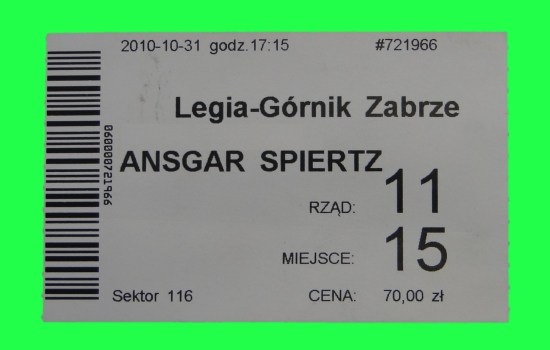 2010-10-31 godz.17:15 #721966
Legia-Górnik Zabrze
ANSGAR SPIERTZ
RZĄD: 11
MIEJSCE: 15
Sektor 116 CENA: 70,00 zł
060000721966